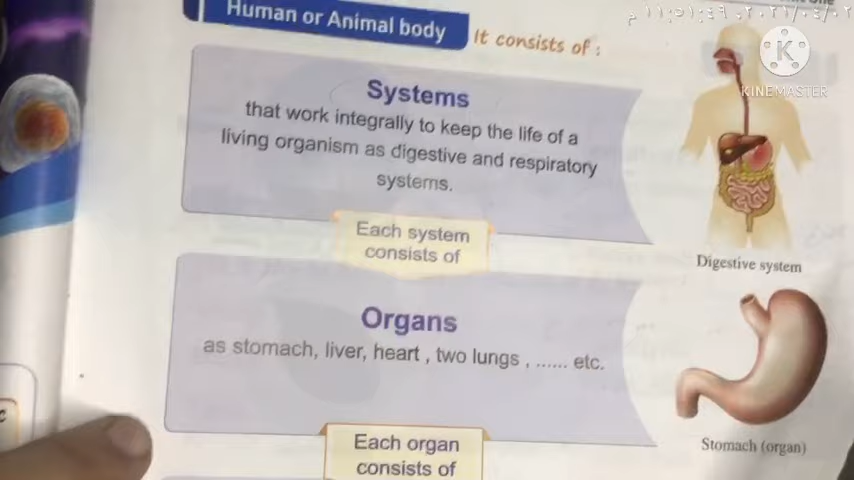 Human or Animal body
It consists of :
KINEMASTER
Systems
that work integrally to keep the life of a
living organism as digestive and respiratory
systems.
Each system
consists of
Digestive system
Organs
as stomach, liver, heart , two lungs , ...... etc.
Stomach (organ)
Each organ
consists of